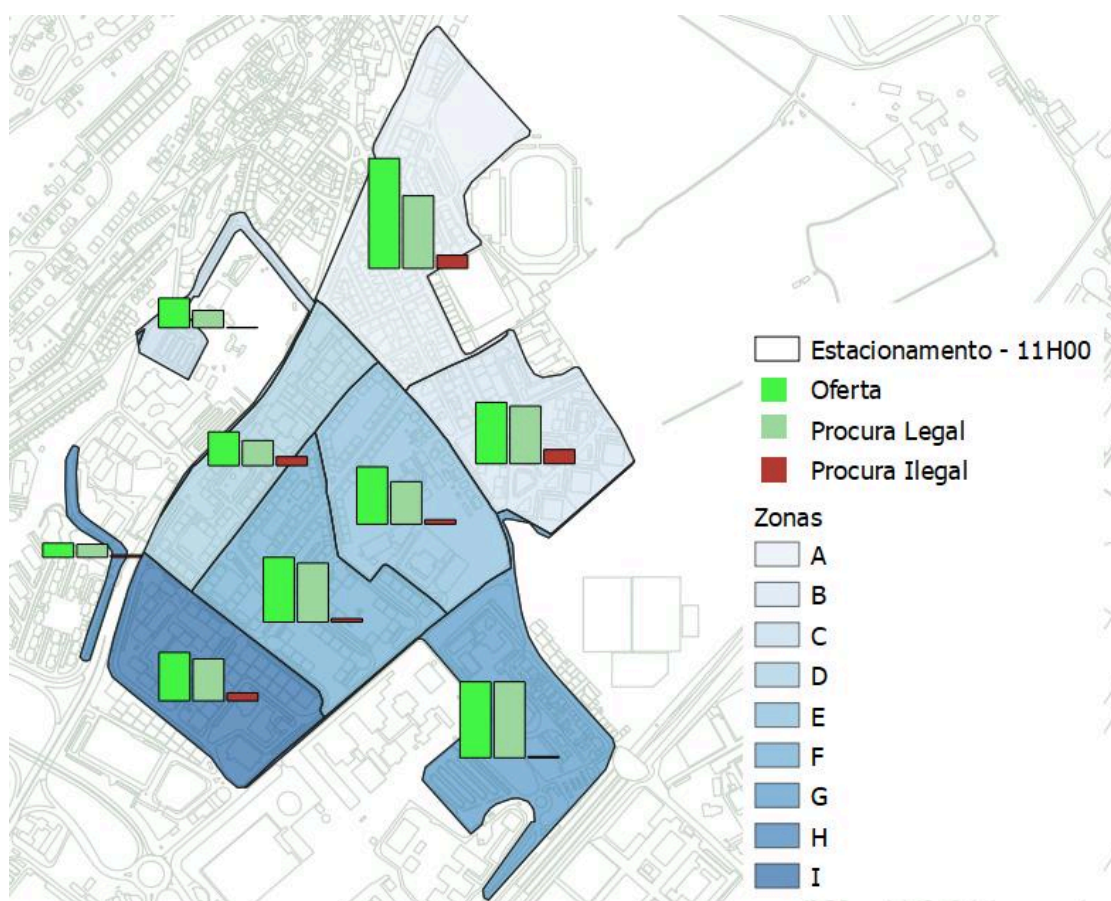 Estacionamento - 11H00
Oferta
Procura Legal
Procura Ilegal
Zonas
A
B
C
D
E
F
G
H
I